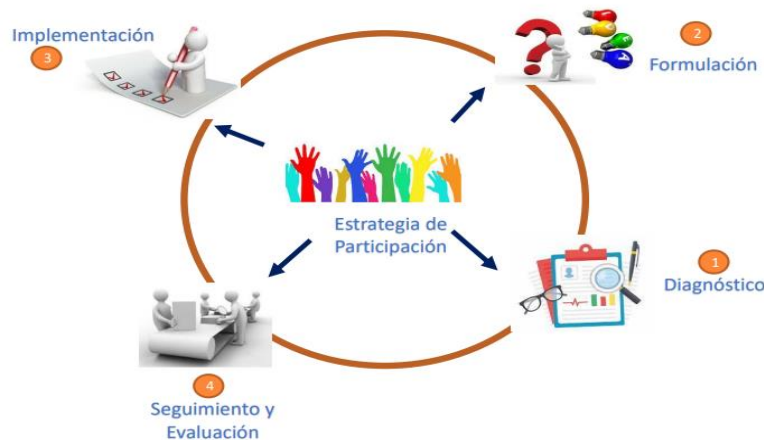 Implementación
3
2
Formulación
Estrategia de
Participación
1
Diagnóstico
4
Seguimiento y
Evaluación